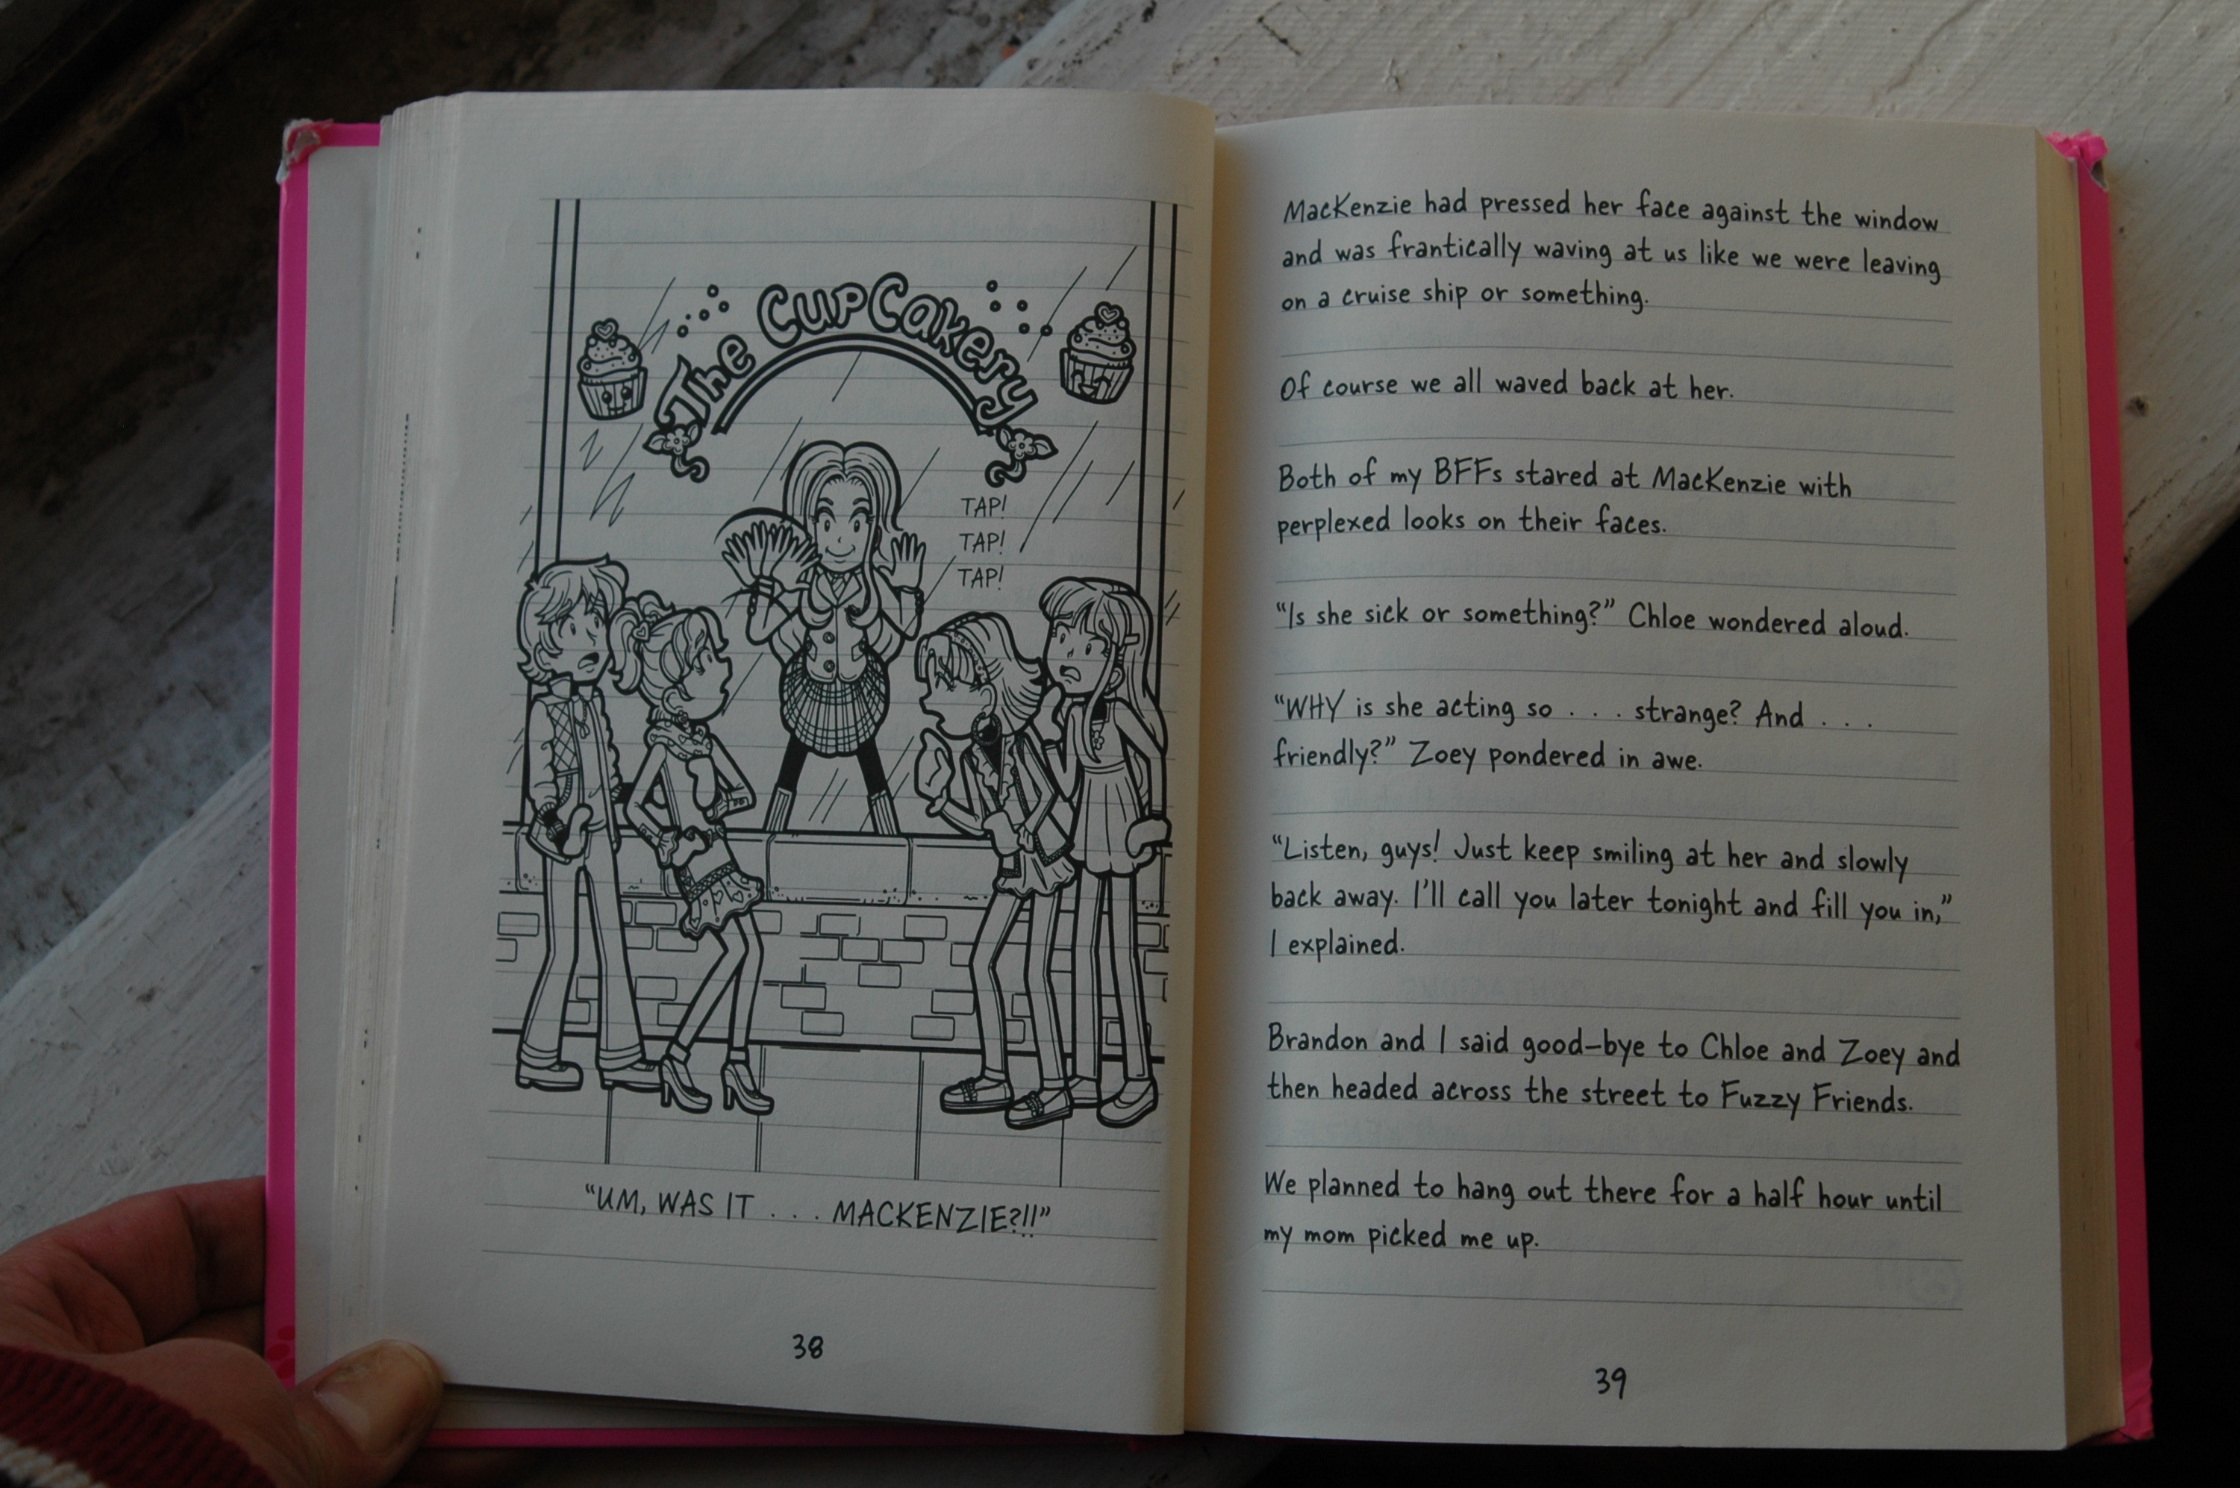 The CupCakery
TAP!
TAP!
TAP!
"UM, WAS IT . . . MACKENZIE?!!"
38
MacKenzie had pressed her face against the window
and was frantically waving at us like we were leaving
on a cruise ship or something.
Of course we all waved back at her.
Both of my BFFs stared at MacKenzie with
perplexed looks on their faces.
"Is she sick or something?" Chloe wondered aloud.
"WHY is she acting so . . . strange? And . . .
friendly?" Zoey pondered in awe.
"Listen, guys! Just keep smiling at her and slowly
back away. I'll call you later tonight and fill you in,"
I explained.
Brandon and I said good-bye to Chloe and Zoey and
then headed across the street to Fuzzy Friends.
We planned to hang out there for a half hour until
my mom picked me up.
39